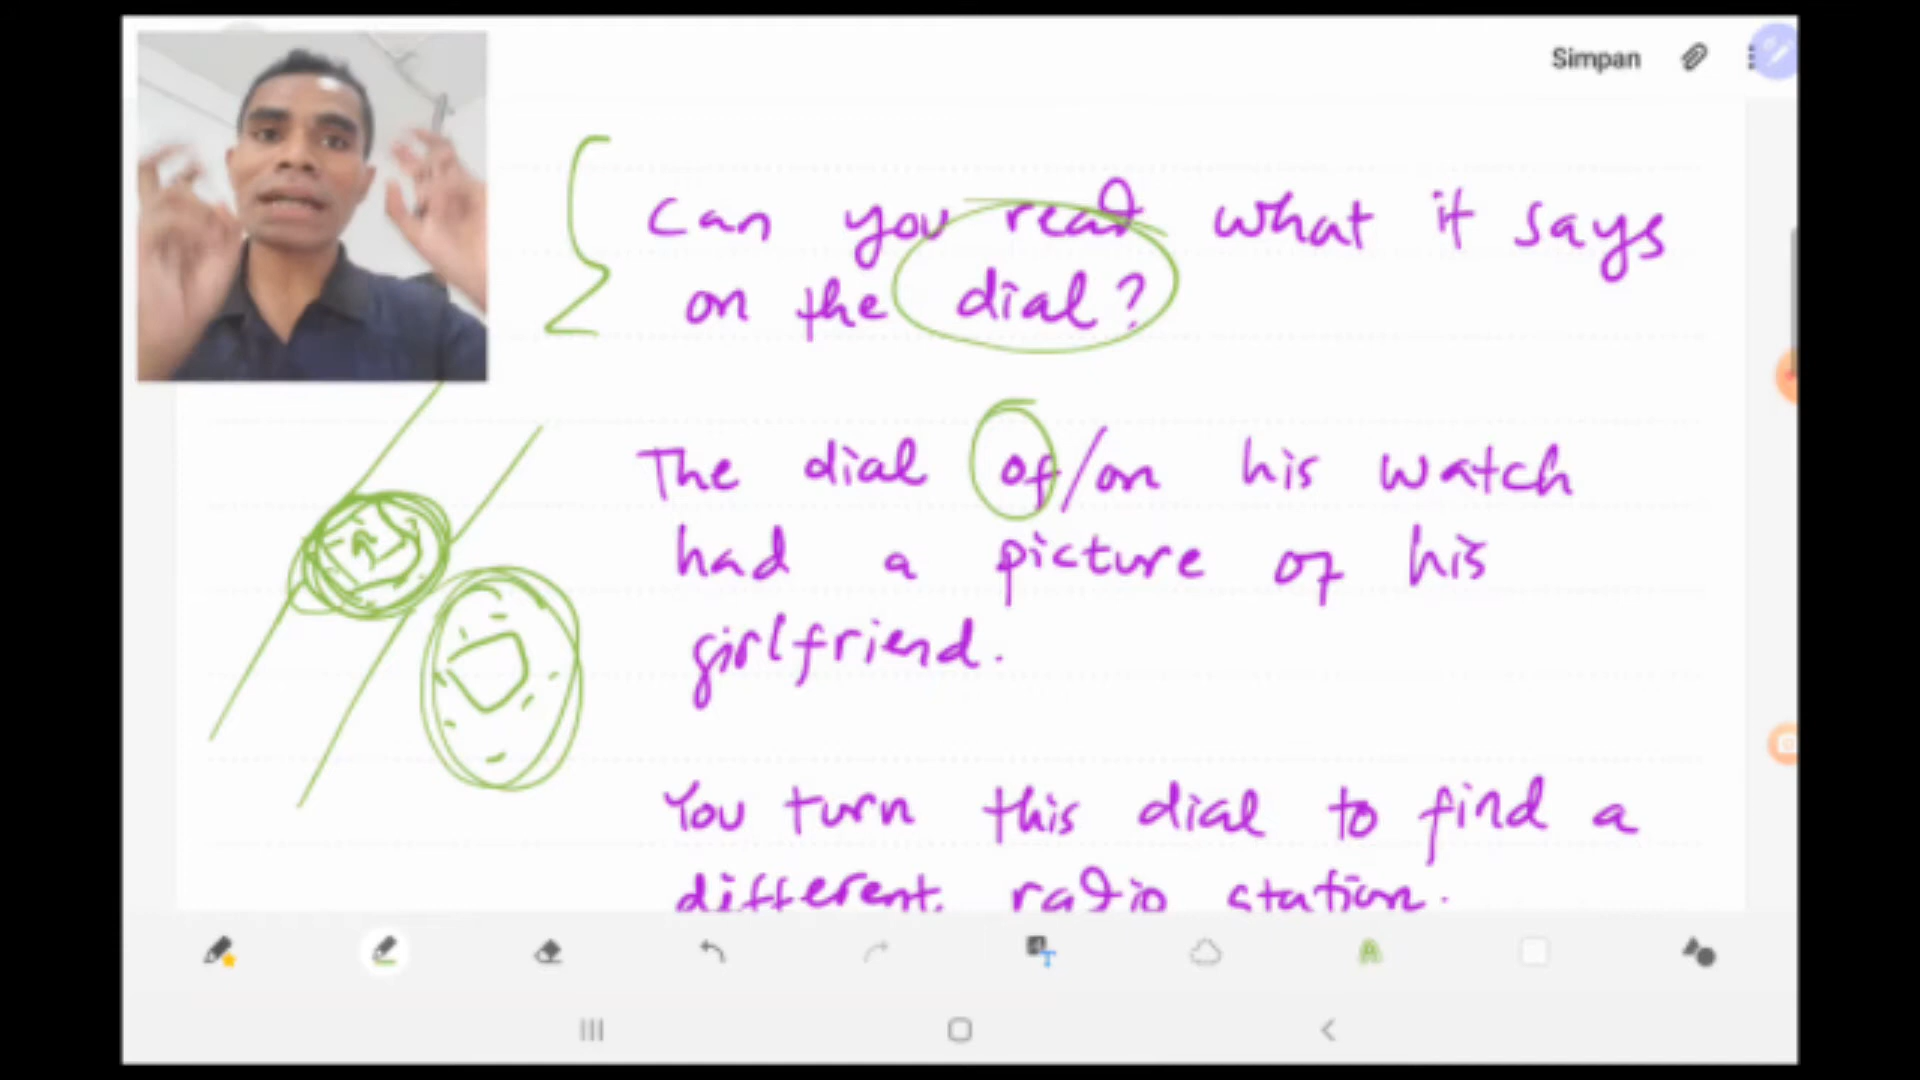 Simpan
Can you read what it says
on the dial?
The dial of/on his watch
had a picture of his
girlfriend.
You turn this dial to find a
different radio station.